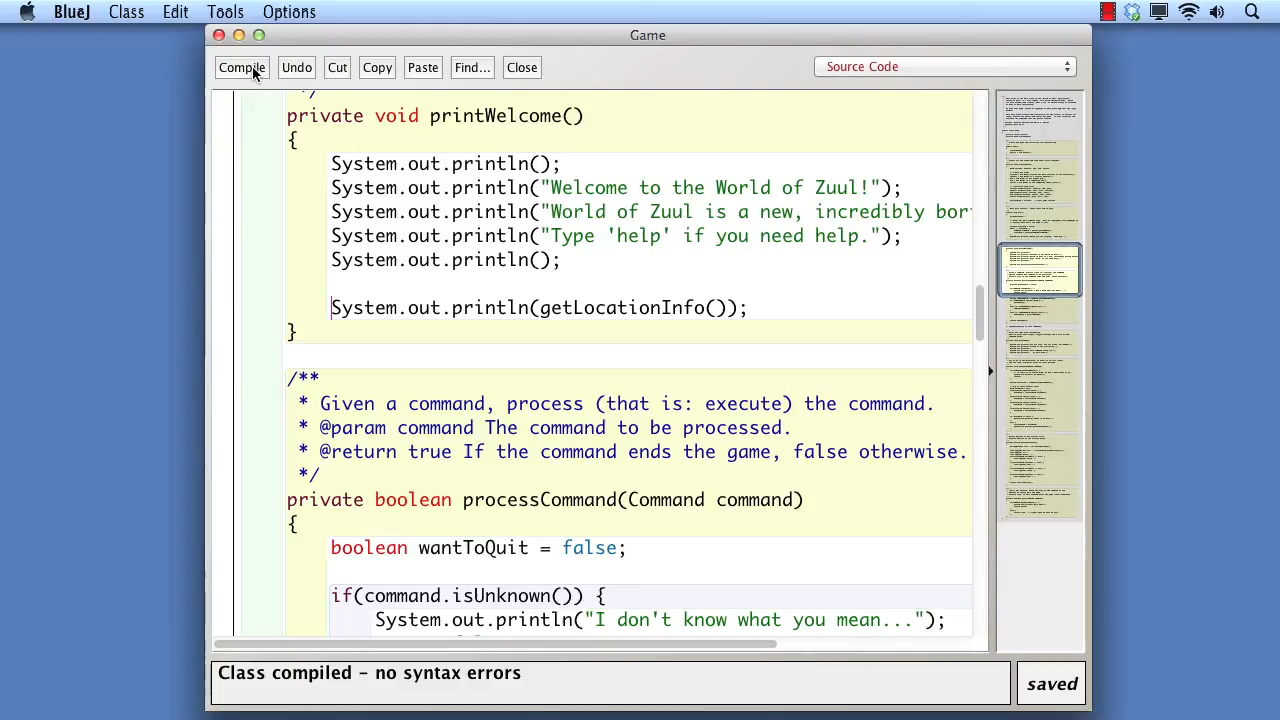 BlueJ Class Edit Tools Options
Game
Compile Undo Cut Copy Paste Find... Close Source Code
*/
private void printWelcome()
{
System.out.println();
System.out.println("Welcome to the World of Zuul!");
System.out.println("World of Zuul is a new, incredibly bor
System.out.println("Type 'help' if you need help.");
System.out.println();
System.out.println(getLocationInfo());
}
/**
* Given a command, process (that is: execute) the command.
* @param command The command to be processed.
* @return true If the command ends the game, false otherwise.
*/
private boolean processCommand(Command command)
{
boolean wantToQuit = false;
if(command.isUnknown()) {
System.out.println("I don't know what you mean...");
Class compiled - no syntax errors
saved